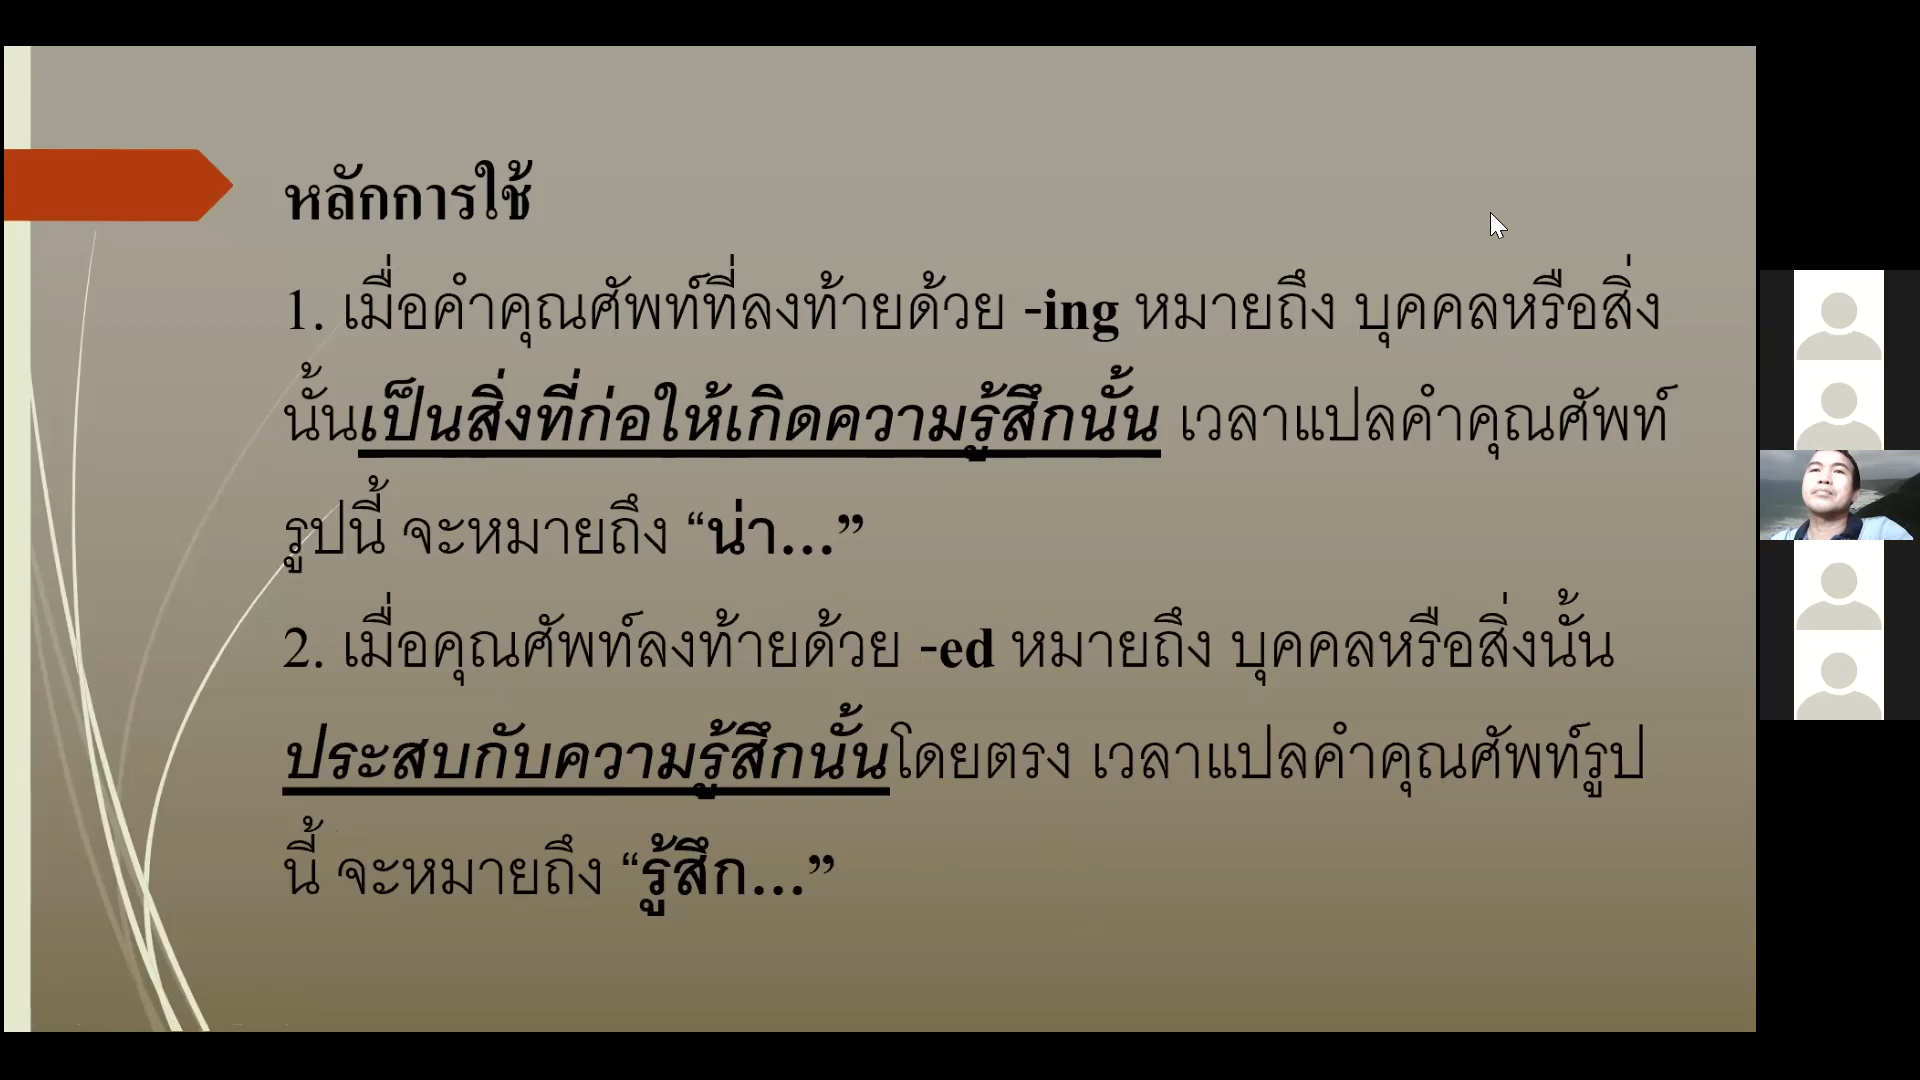 หลักการใช้
1. เมื่อคำคุณศัพท์ที่ลงท้ายด้วย -ing หมายถึง บุคคลหรือสิ่ง
นั้นเป็นสิ่งที่ก่อให้เกิดความรู้สึกนั้น เวลาแปลคำคุณศัพท์
รูปนี้ จะหมายถึง “น่า…”
2. เมื่อคุณศัพท์ลงท้ายด้วย -ed หมายถึง บุคคลหรือสิ่งนั้น
ประสบกับความรู้สึกนั้นโดยตรง เวลาแปลคำคุณศัพท์รูป
นี้ จะหมายถึง “รู้สึก…”